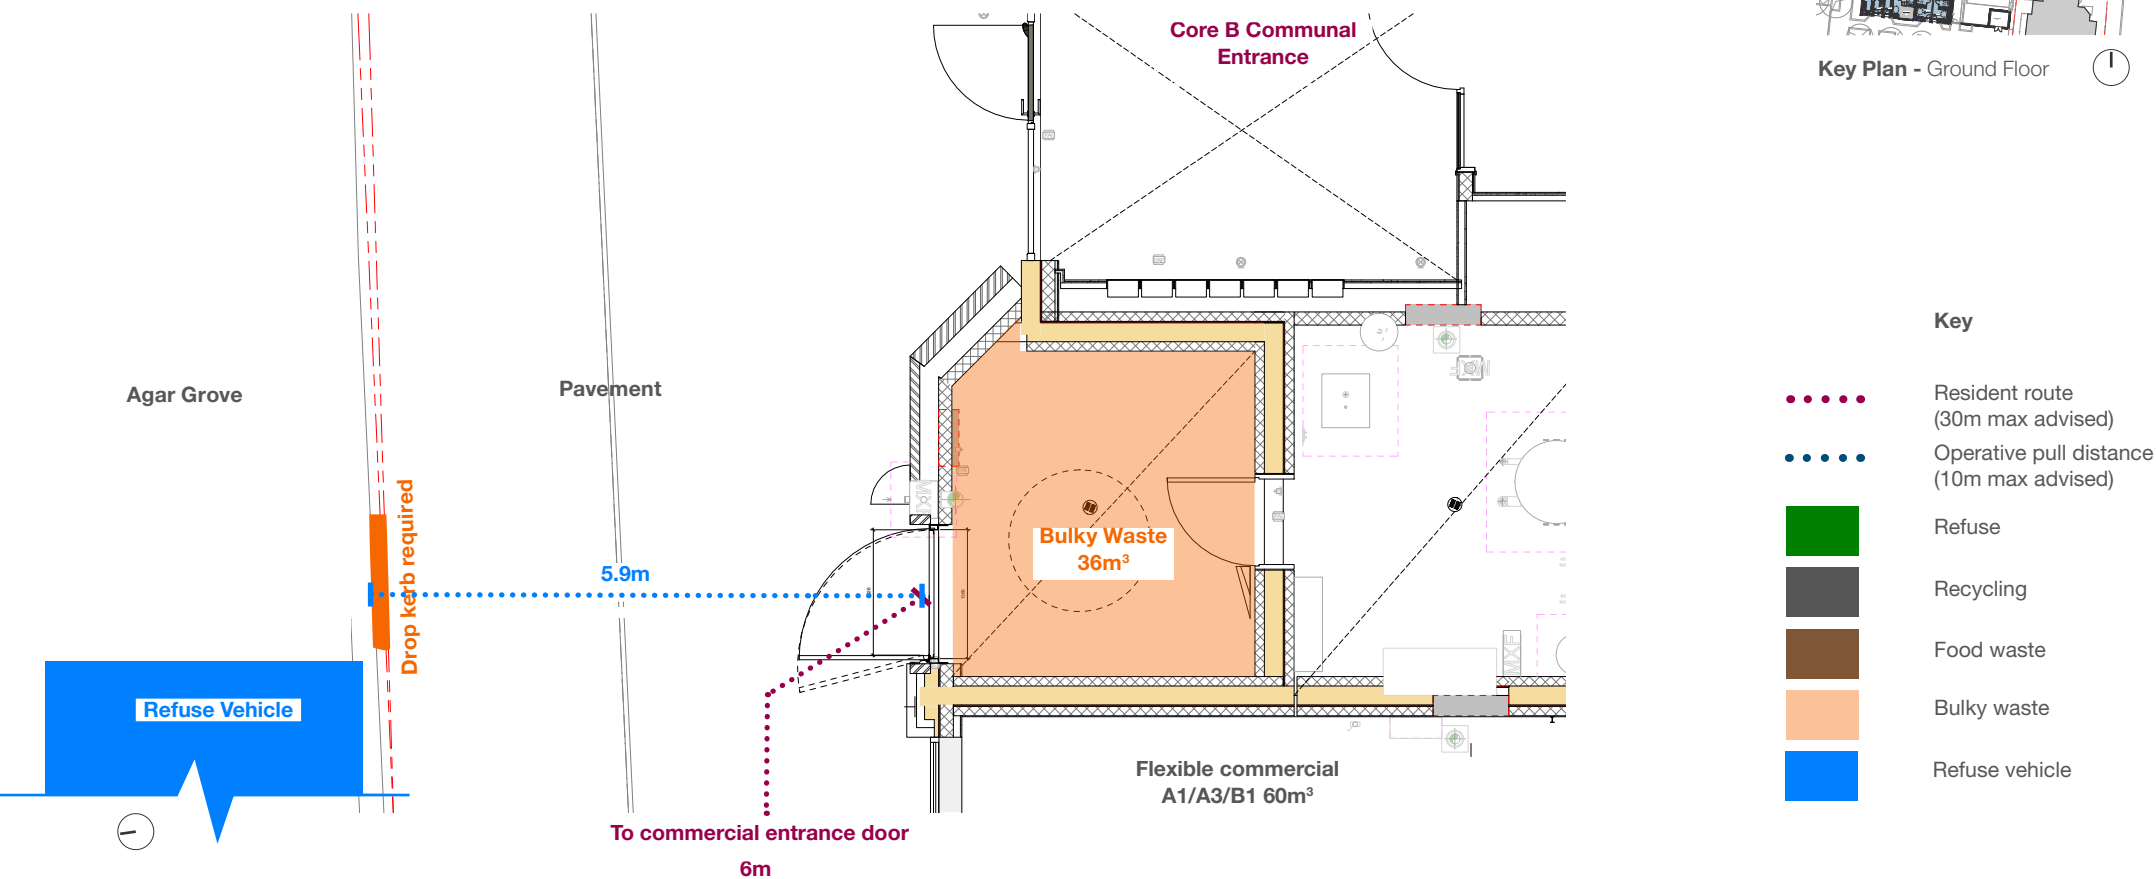 Core B Communal
Entrance
Key Plan - Ground Floor
Key
Agar Grove
Pavement
Resident route
(30m max advised)
Operative pull distance
(10m max advised)
Drop kerb required
Bulky Waste
36m³
5.9m
Refuse
Recycling
Food waste
Bulky waste
Refuse vehicle
Refuse Vehicle
MXF
Flexible commercial
A1/A3/B1 60m³
To commercial entrance door
6m